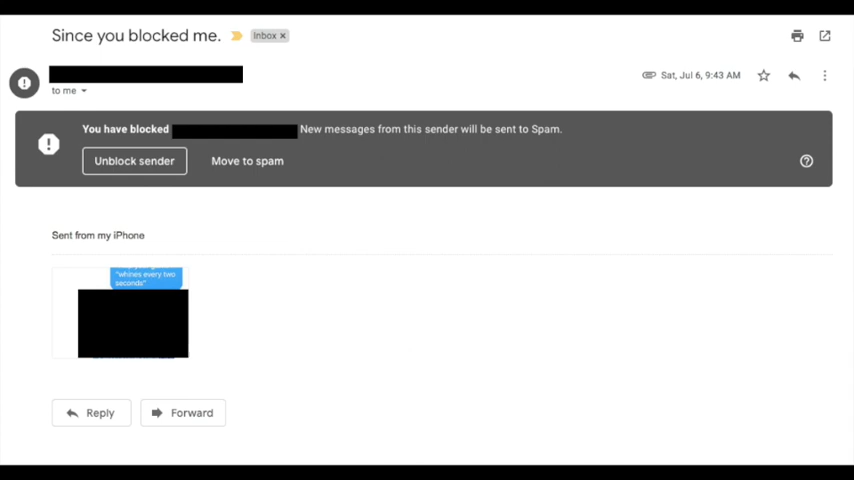 Since you blocked me.
Inbox ×
Sat, Jul 6, 9:43 AM
to me
You have blocked
New messages from this sender will be sent to Spam.
Unblock sender
Move to spam
Sent from my iPhone
"whines every two
seconds"
Reply
Forward